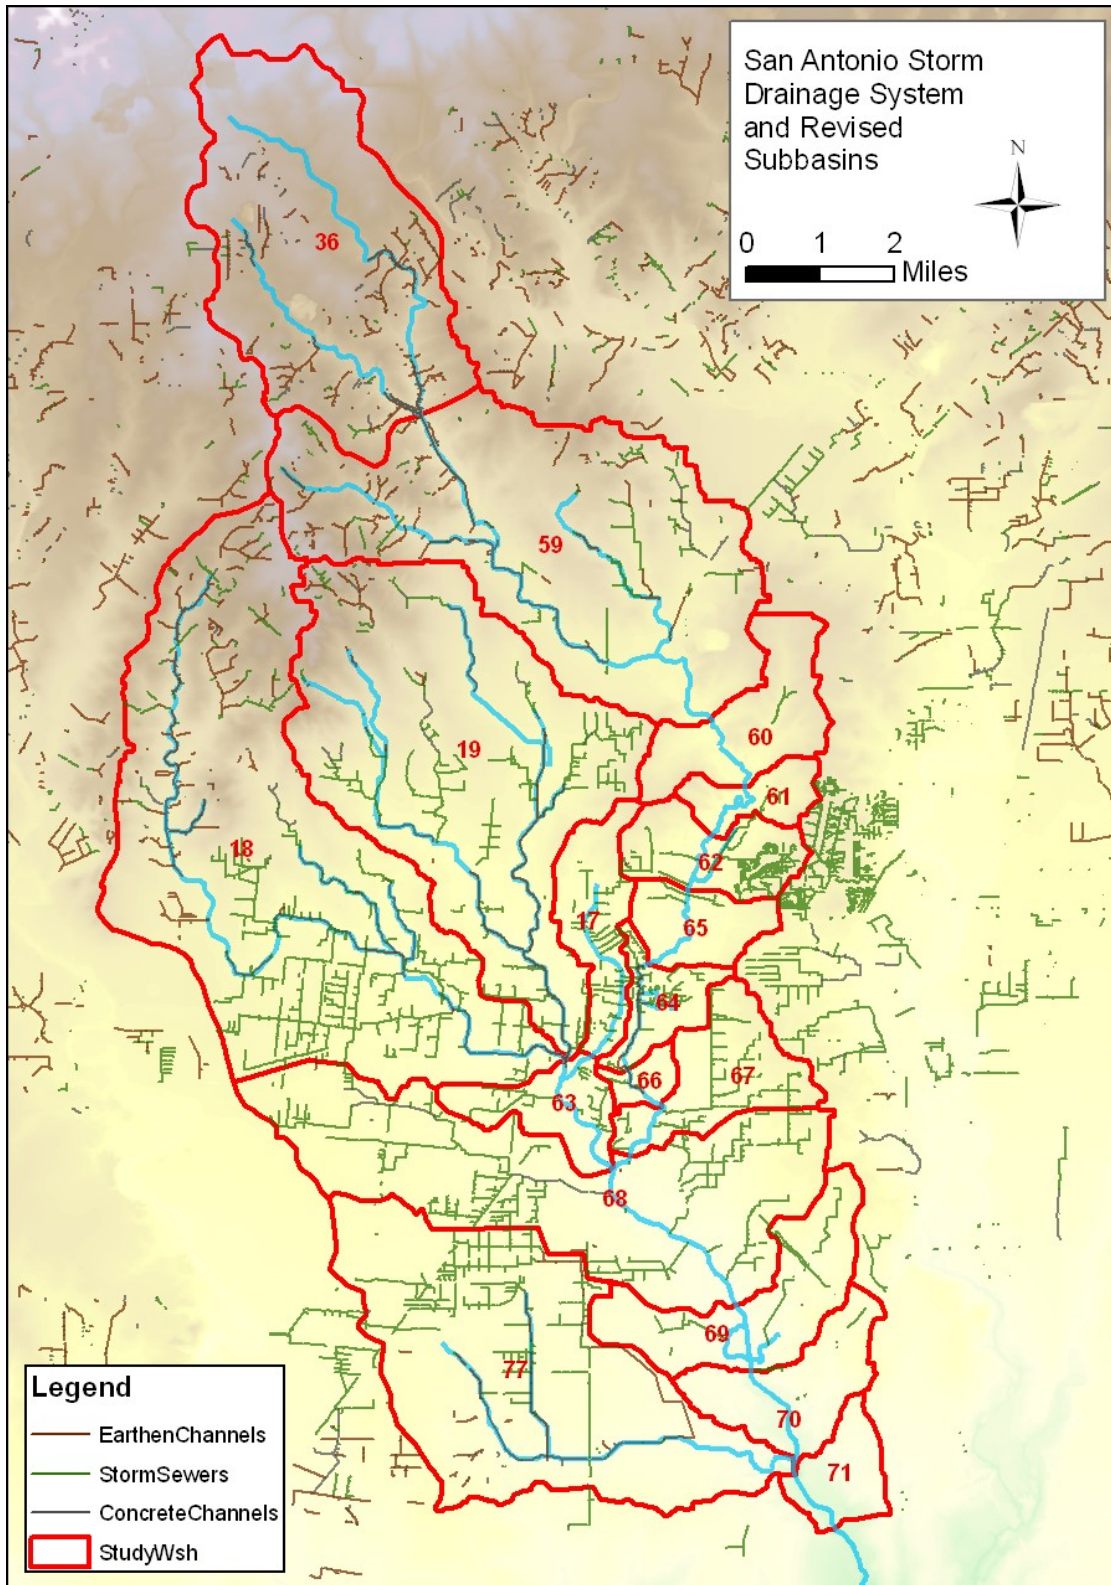 San Antonio Storm
Drainage System
and Revised
Subbasins
N
0 1 2
Miles
36
59
60
19
61
62
18
17
65
64
66
67
63
68
69
77
70
71
Legend
EarthenChannels
StormSewers
ConcreteChannels
StudyWsh